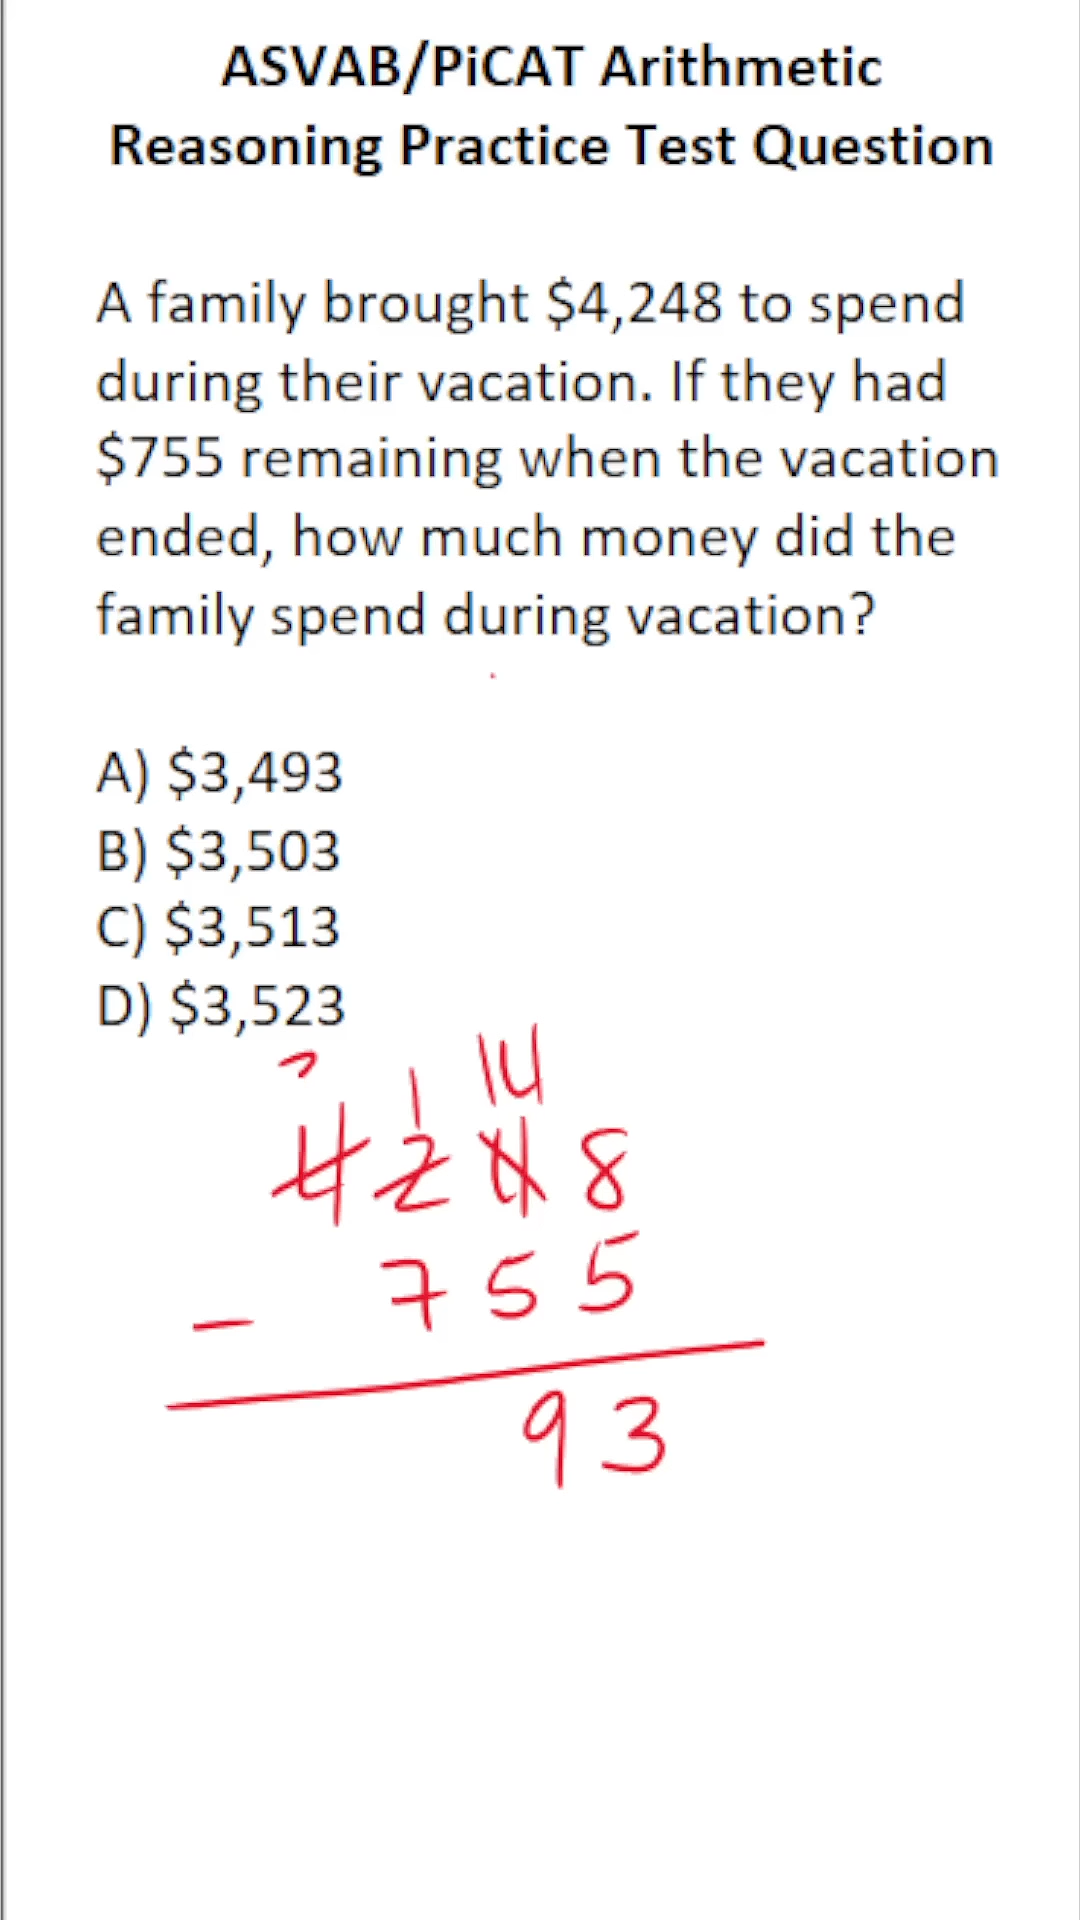 ASVAB/PiCAT Arithmetic
Reasoning Practice Test Question
A family brought $4,248 to spend
during their vacation. If they had
$755 remaining when the vacation
ended, how much money did the
family spend during vacation?
A) $3,493
B) $3,503
C) $3,513
D) $3,523
1 14
4 2 4 8
- 7 5 5
9 3